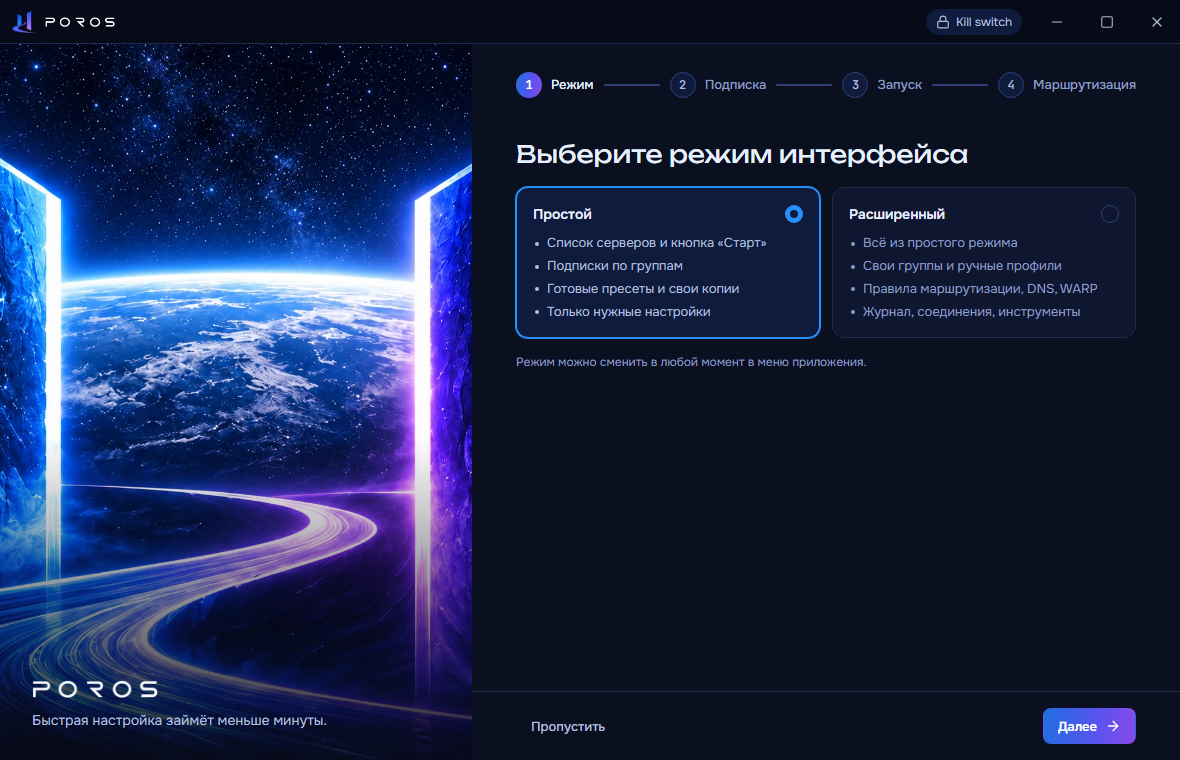 POROS
Kill switch
1 Режим 2 Подписка 3 Запуск 4 Маршрутизация
Выберите режим интерфейса
Простой
Список серверов и кнопка «Старт»
Подписки по группам
Готовые пресеты и свои копии
Только нужные настройки
Расширенный
Всё из простого режима
Свои группы и ручные профили
Правила маршрутизации, DNS, WARP
Журнал, соединения, инструменты
Режим можно сменить в любой момент в меню приложения.
POROS
Быстрая настройка займёт меньше минуты.
Пропустить
Далее